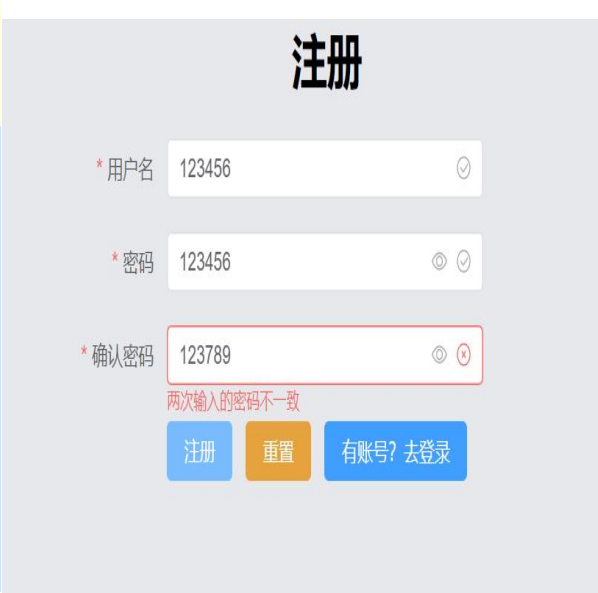 注册
* 用户名 123456
* 密码 123456
* 确认密码 123789
两次输入的密码不一致
注册 重置 有账号? 去登录